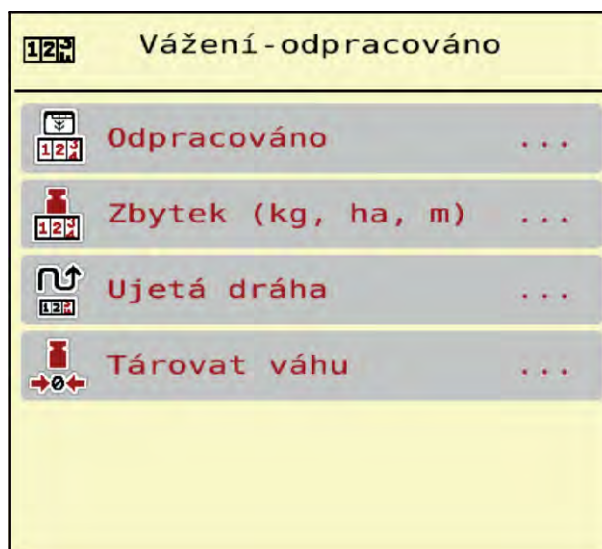 Vážení-odpracováno
Odpracováno ...
Zbytek (kg, ha, m) ...
Ujetá dráha ...
Tárovat váhu ...